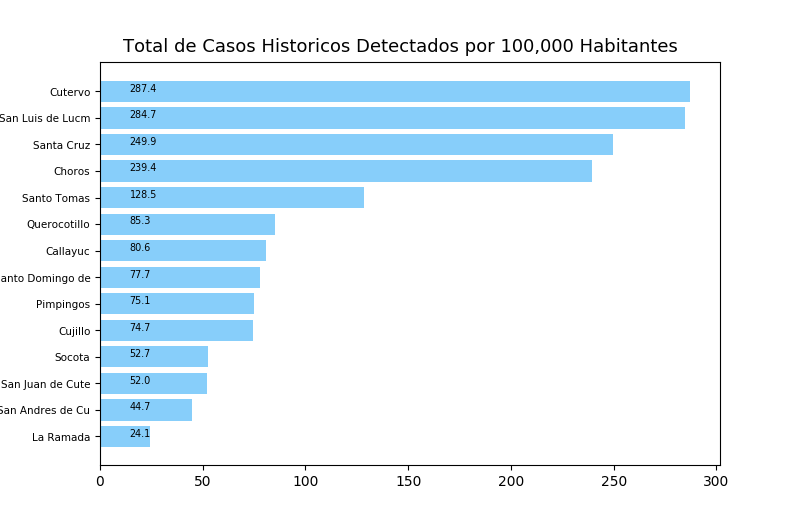 Total de Casos Historicos Detectados por 100,000 Habitantes
Cutervo 287.4
San Luis de Lucm 284.7
Santa Cruz 249.9
Choros 239.4
Santo Tomas 128.5
Querocotillo 85.3
Callayuc 80.6
anto Domingo de 77.7
Pimpingos 75.1
Cujillo 74.7
Socota 52.7
San Juan de Cute 52.0
San Andres de Cu 44.7
La Ramada 24.1
0 50 100 150 200 250 300